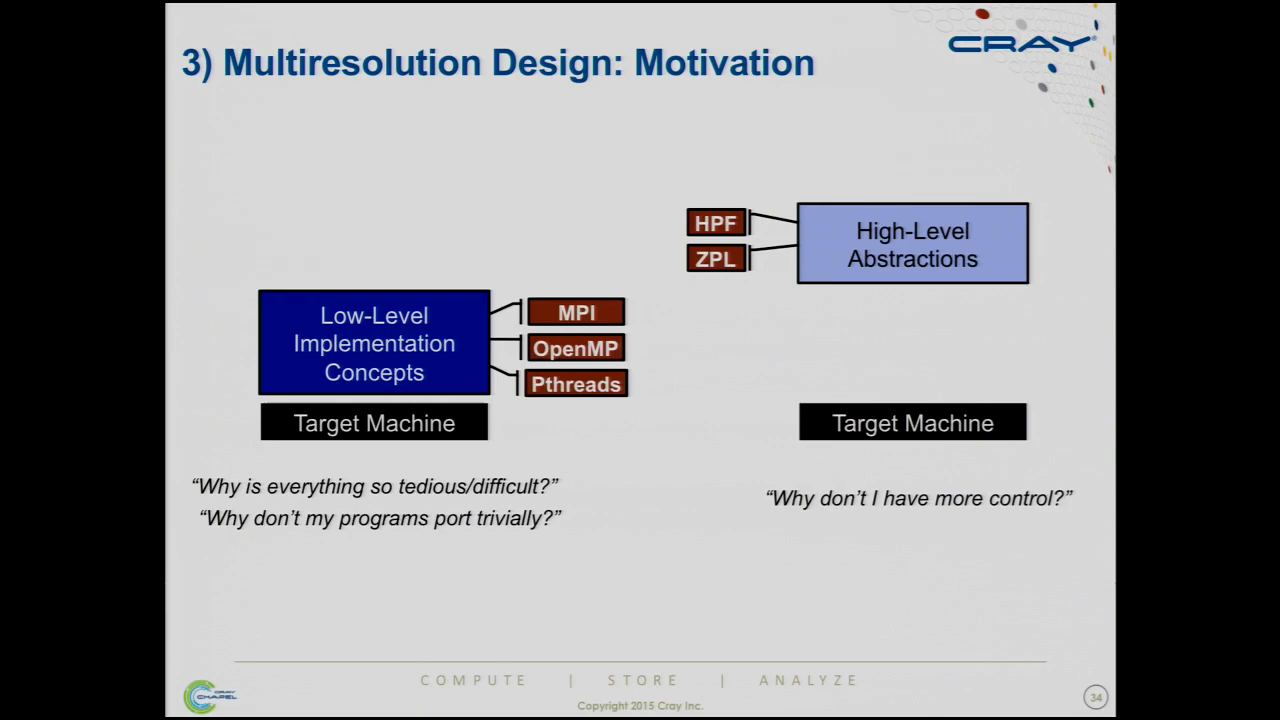 3) Multiresolution Design: Motivation
CRAY
HPF
ZPL
High-Level
Abstractions
Low-Level
Implementation
Concepts
MPI
OpenMP
Pthreads
Target Machine
Target Machine
“Why is everything so tedious/difficult?”
“Why don’t my programs port trivially?”
“Why don’t I have more control?”
COMPUTE | STORE | ANALYZE
Copyright 2015 Cray Inc.
CRAY
CHAPEL
34